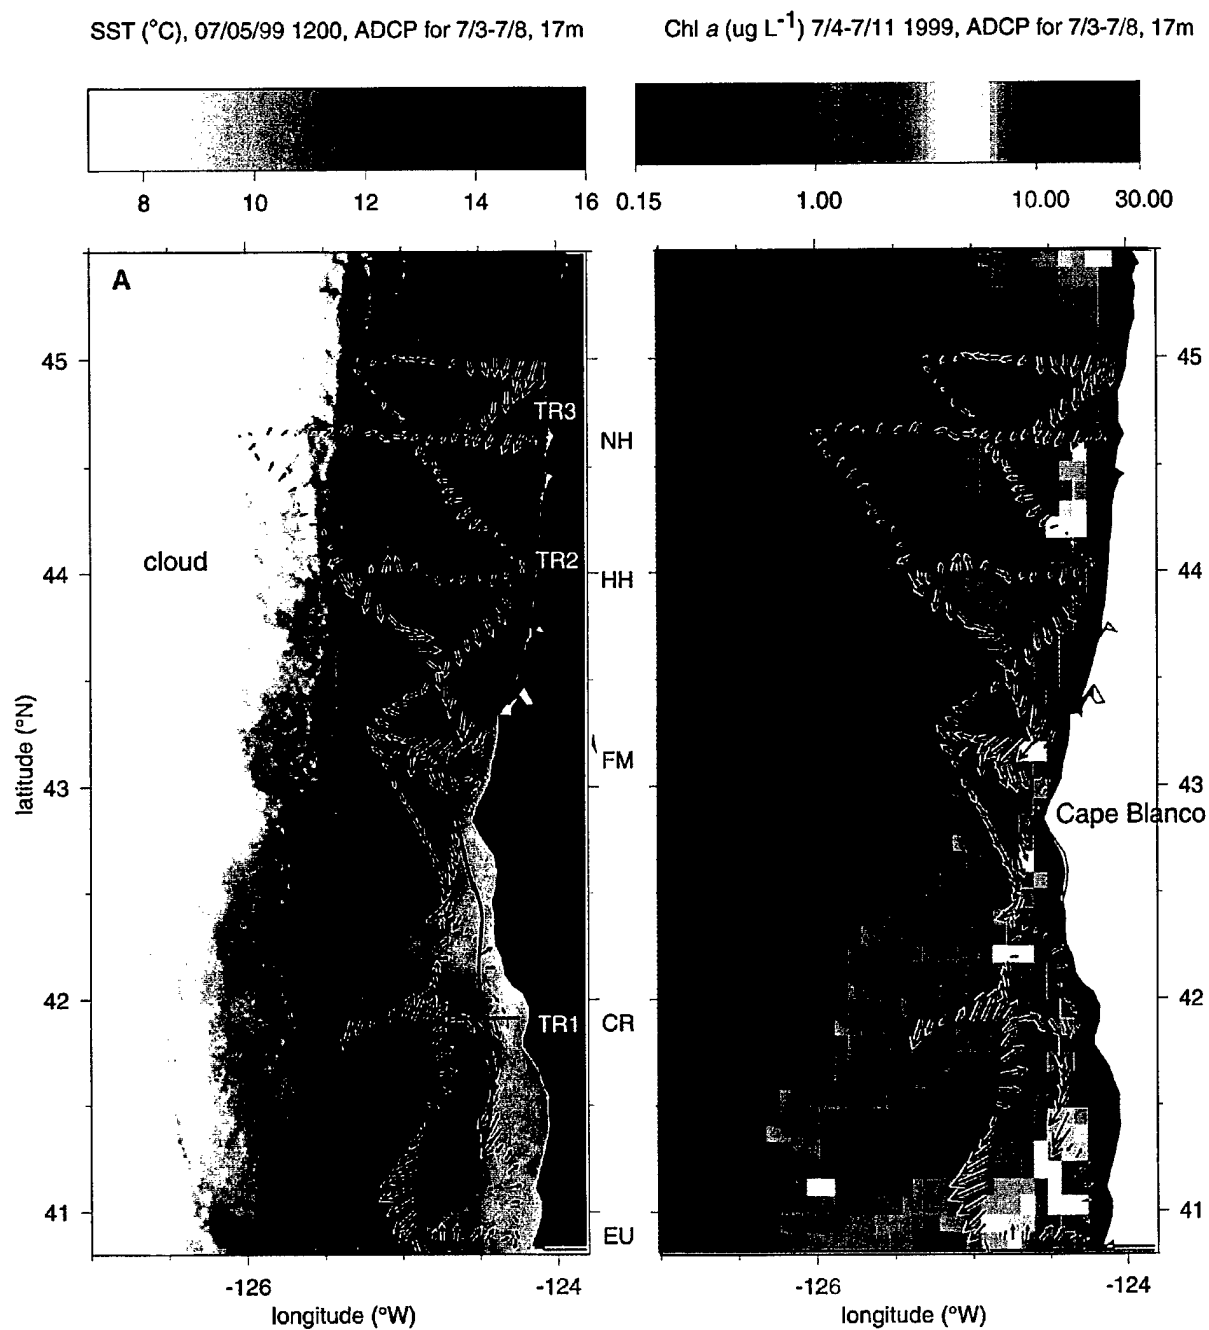 SST (°C), 07/05/99 1200, ADCP for 7/3-7/8, 17m
Chl a (ug L⁻¹) 7/4-7/11 1999, ADCP for 7/3-7/8, 17m
8 10 12 14 16
0.15 1.00 10.00 30.00
A
45
TR3
NH
cloud
44
TR2
HH
latitude (°N)
FM
43
42
TR1
CR
41
EU
-126 -124
longitude (°W)
45
44
43
Cape Blanco
42
41
-126 -124
longitude (°W)